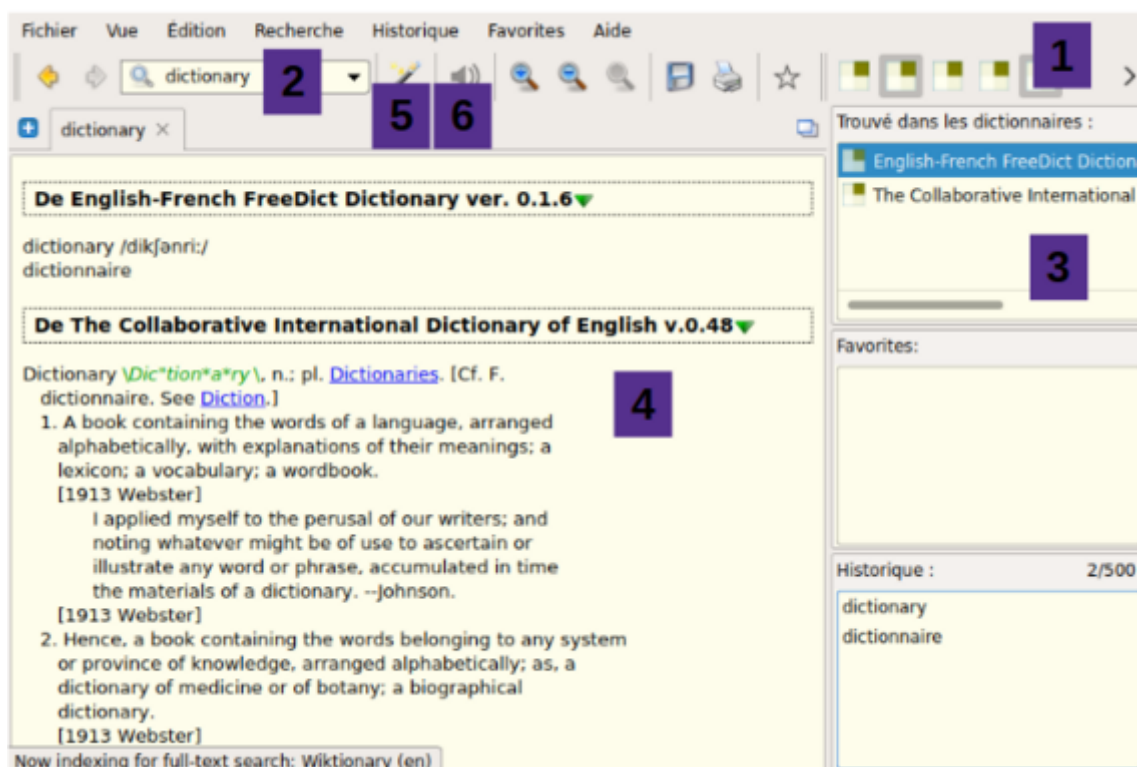 Fichier Vue Édition Recherche Historique Favorites Aide
1
dictionary
2
5
6
dictionary
Trouvé dans les dictionnaires :
English-French FreeDict Diction
The Collaborative International
3
De English-French FreeDict Dictionary ver. 0.1.6
dictionary /dikʃənri:/
dictionnaire
De The Collaborative International Dictionary of English v.0.48
Dictionary \Dic"tion*a*ry\, n.; pl. Dictionaries. [Cf. F.
dictionnaire. See Diction.]
4
1. A book containing the words of a language, arranged
alphabetically, with explanations of their meanings; a
lexicon; a vocabulary; a wordbook.
[1913 Webster]
I applied myself to the perusal of our writers; and
noting whatever might be of use to ascertain or
illustrate any word or phrase, accumulated in time
the materials of a dictionary. --Johnson.
[1913 Webster]
2. Hence, a book containing the words belonging to any system
or province of knowledge, arranged alphabetically; as, a
dictionary of medicine or of botany; a biographical
dictionary.
[1913 Webster]
Now indexing for full-text search: Wiktionary (en)
Favorites:
Historique : 2/500
dictionary
dictionnaire